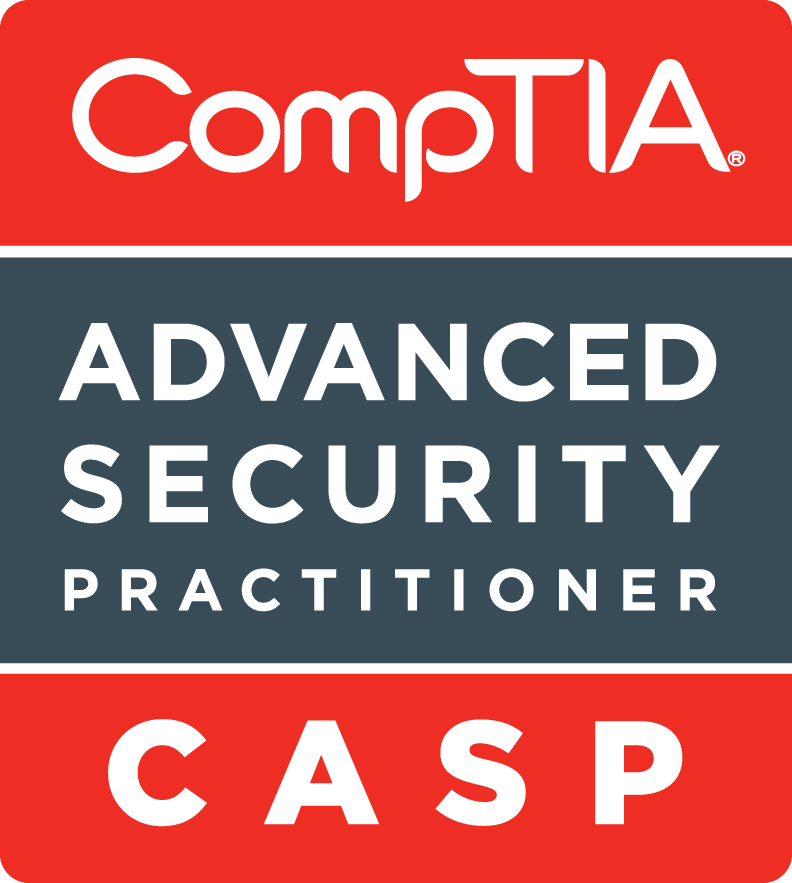 CompTIA®
ADVANCED
SECURITY
PRACTITIONER
CASP